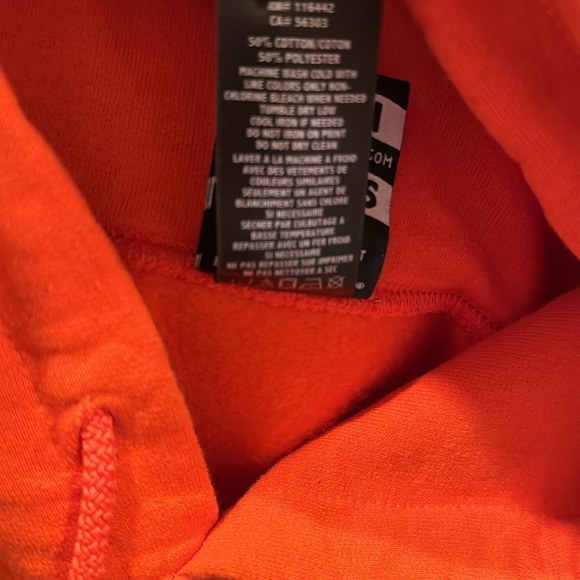 RN# 116442
CA# 56303
50% COTTON/COTON
50% POLYESTER
MACHINE WASH COLD WITH
LIKE COLORS ONLY NON-
CHLORINE BLEACH WHEN NEEDED
TUMBLE DRY LOW
COOL IRON IF NEEDED
DO NOT IRON ON PRINT
DO NOT DRY CLEAN
LAVER A LA MACHINE A FROID
AVEC DES VETEMENTS DE
COULEURS SIMILAIRES
SEULEMENT UN AGENT DE
BLANCHIMENT SANS CHLORE
SI NECESSAIRE
SECHER PAR CULBUTAGE A
BASSE TEMPERATURE
REPASSER AVEC UN FER FROID
SI NECESSAIRE
NE PAS REPASSER SUR IMPRIMER
NE PAS NETTOYER A SEC
COM
S
T